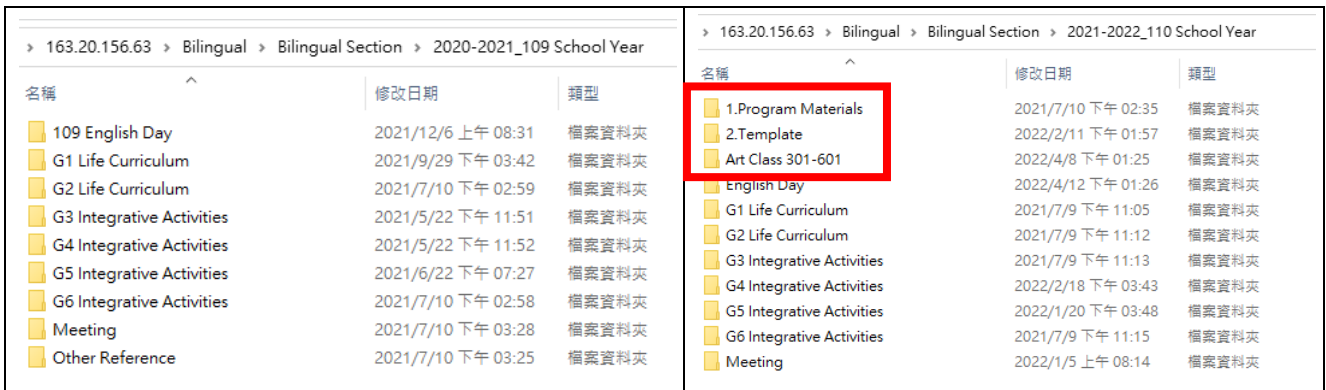 › 163.20.156.63 › Bilingual › Bilingual Section › 2020-2021_109 School Year
名稱 修改日期 類型
109 English Day 2021/12/6 上午 08:31 檔案資料夾
G1 Life Curriculum 2021/9/29 下午 03:42 檔案資料夾
G2 Life Curriculum 2021/7/10 下午 02:59 檔案資料夾
G3 Integrative Activities 2021/5/22 下午 11:51 檔案資料夾
G4 Integrative Activities 2021/5/22 下午 11:52 檔案資料夾
G5 Integrative Activities 2021/6/22 下午 07:27 檔案資料夾
G6 Integrative Activities 2021/7/10 下午 02:58 檔案資料夾
Meeting 2021/7/10 下午 03:28 檔案資料夾
Other Reference 2021/7/10 下午 03:25 檔案資料夾
› 163.20.156.63 › Bilingual › Bilingual Section › 2021-2022_110 School Year
名稱 修改日期 類型
1.Program Materials 2021/7/10 下午 02:35 檔案資料夾
2.Template 2022/2/11 下午 01:57 檔案資料夾
Art Class 301-601 2022/4/8 下午 01:25 檔案資料夾
English Day 2022/4/12 下午 01:26 檔案資料夾
G1 Life Curriculum 2021/7/9 下午 11:05 檔案資料夾
G2 Life Curriculum 2021/7/9 下午 11:12 檔案資料夾
G3 Integrative Activities 2021/7/9 下午 11:13 檔案資料夾
G4 Integrative Activities 2022/2/18 下午 03:43 檔案資料夾
G5 Integrative Activities 2022/1/20 下午 03:48 檔案資料夾
G6 Integrative Activities 2021/7/9 下午 11:15 檔案資料夾
Meeting 2022/1/5 上午 08:14 檔案資料夾